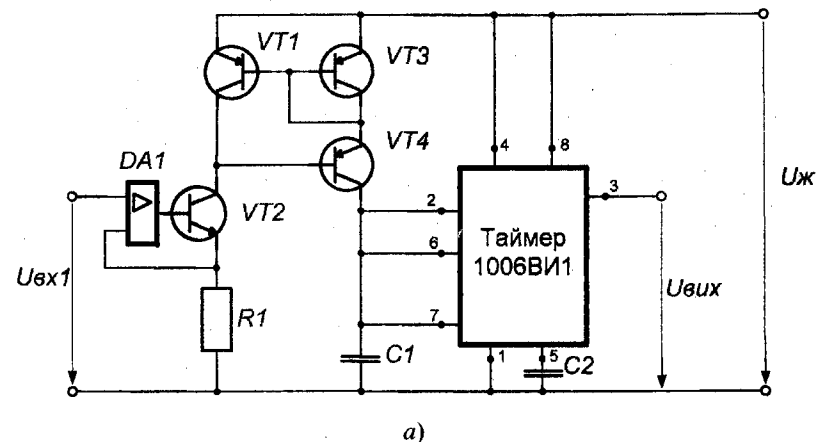 VT1
VT3
VT4
DA1
VT2
Uвх1
R1
C1
C2
Таймер
1006ВИ1
4
8
2
3
6
7
1
5
Uвих
Uж
а)